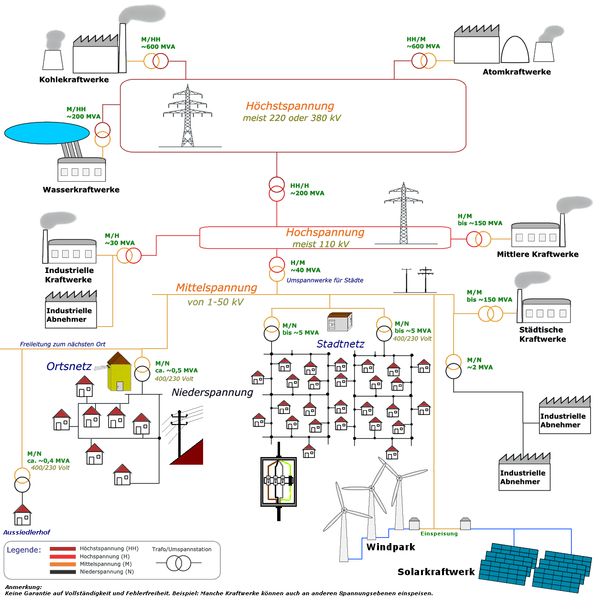 M/HH
~600 MVA
HH/M
~600 MVA
Kohlekraftwerke
Atomkraftwerke
M/HH
~200 MVA
Höchstspannung
meist 220 oder 380 kV
Wasserkraftwerke
HH/H
~200 MVA
M/H
~30 MVA
Hochspannung
meist 110 kV
H/M
bis ~150 MVA
Mittlere Kraftwerke
Industrielle
Kraftwerke
H/M
~40 MVA
Umspannwerke für Städte
Mittelspannung
von 1-50 kV
M/M
bis ~150 MVA
Industrielle
Abnehmer
Städtische
Kraftwerke
Freileitung zum nächsten Ort
M/N
bis ~5 MVA
M/N
bis ~5 MVA
400/230 Volt
Stadtnetz
Ortsnetz
M/N
ca. ~0,5 MVA
400/230 Volt
M/N
~2 MVA
Niederspannung
Industrielle
Abnehmer
M/N
ca. ~0,4 MVA
400/230 Volt
Industrielle
Abnehmer
Aussiedlerhof
Einspeisung
Windpark
Solarkraftwerk
Legende:
Höchstspannung (HH)
Hochspannung (H)
Mittelspannung (M)
Niederspannung (N)
Trafo/Umspannstation
Anmerkung:
Keine Garantie auf Vollständigkeit und Fehlerfreiheit. Beispiel: Manche Kraftwerke können auch an anderen Spannungsebenen einspeisen.